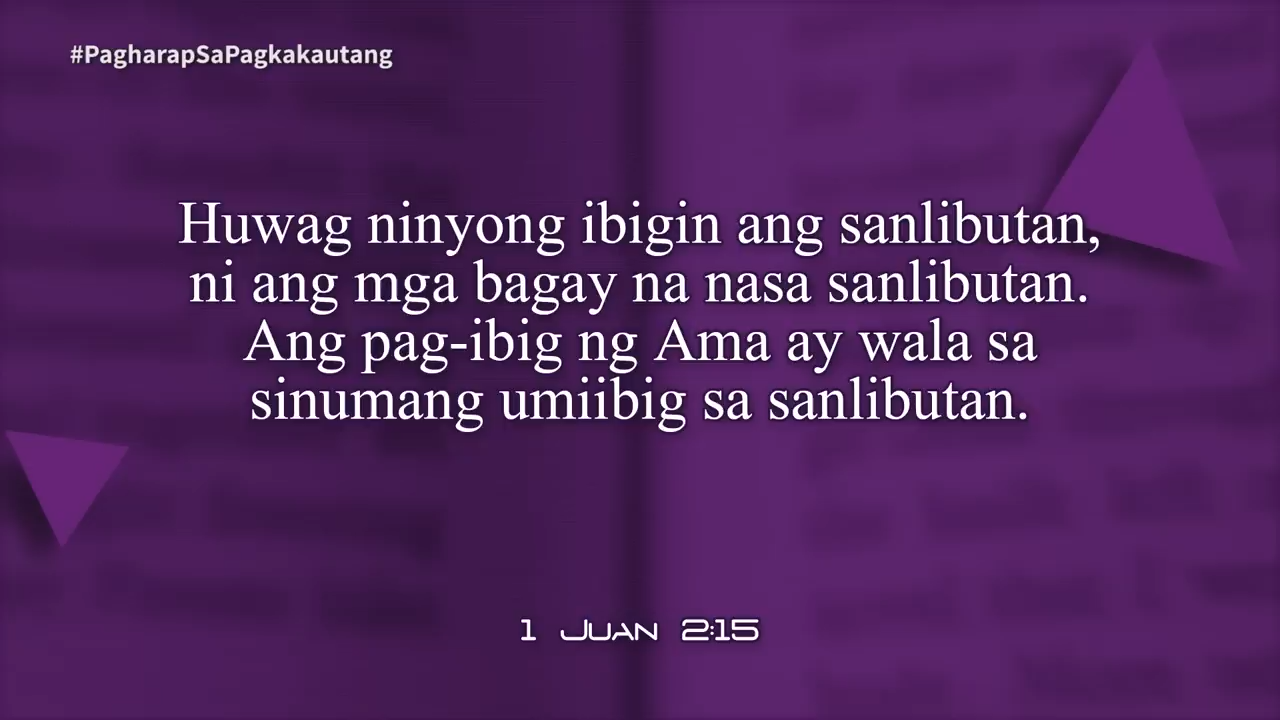 #PagharapSaPagkakautang
Huwag ninyong ibigin ang sanlibutan,
ni ang mga bagay na nasa sanlibutan.
Ang pag-ibig ng Ama ay wala sa
sinumang umiibig sa sanlibutan.
1 Juan 2:15